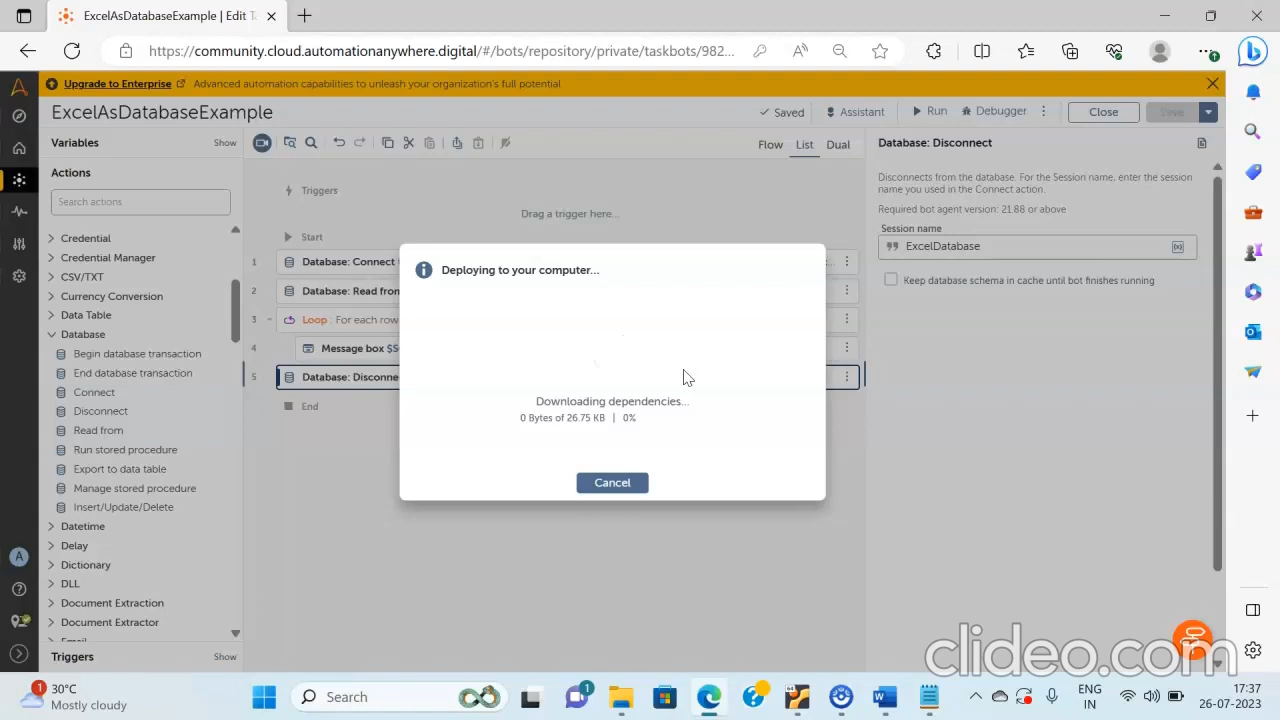 ExcelAsDatabaseExample | Edit T
https://community.cloud.automationanywhere.digital/#/bots/repository/private/taskbots/982...
Upgrade to Enterprise
Advanced automation capabilities to unleash your organization's full potential
ExcelAsDatabaseExample
Saved
Assistant
Run
Debugger
Close
Save
Variables
Show
Flow
List
Dual
Database: Disconnect
Actions
Search actions
Disconnects from the database. For the Session name, enter the session
name you used in the Connect action.
Required bot agent version: 21.88 or above
Session name
ExcelDatabase
Keep database schema in cache until bot finishes running
Credential
Credential Manager
CSV/TXT
Currency Conversion
Data Table
Database
Begin database transaction
End database transaction
Connect
Disconnect
Read from
Run stored procedure
Export to data table
Manage stored procedure
Insert/Update/Delete
Datetime
Delay
Dictionary
DLL
Document Extraction
Document Extractor
Email
Triggers
Show
Triggers
Drag a trigger here...
Start
1 Database: Connect
2 Database: Read from
3 Loop : For each row
4 Message box
5 Database: Disconne
End
Deploying to your computer...
Downloading dependencies...
0 Bytes of 26.75 KB | 0%
Cancel
A
clideo.com
1
30°C
Mostly cloudy
Search
1
ENG
IN
17:37
26-07-2023